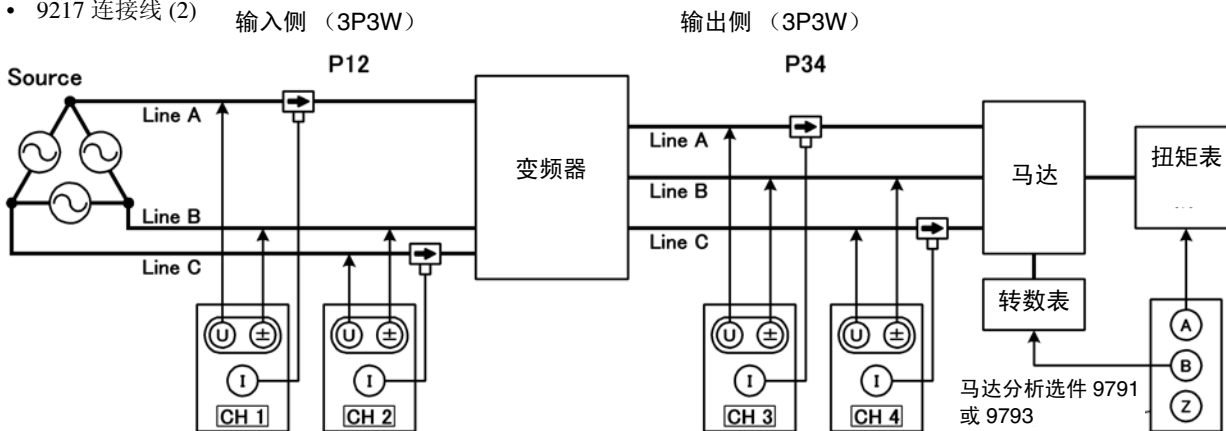 • 9217 连接线 (2)
输入侧 （3P3W）
输出侧 （3P3W）
P12
P34
Source
Line A
Line B
Line C
变频器
Line A
Line B
Line C
马达
扭矩表
转数表
U ±
I
CH 1
U ±
I
CH 2
U ±
I
CH 3
U ±
I
CH 4
马达分析选件 9791
或 9793
A
B
Z